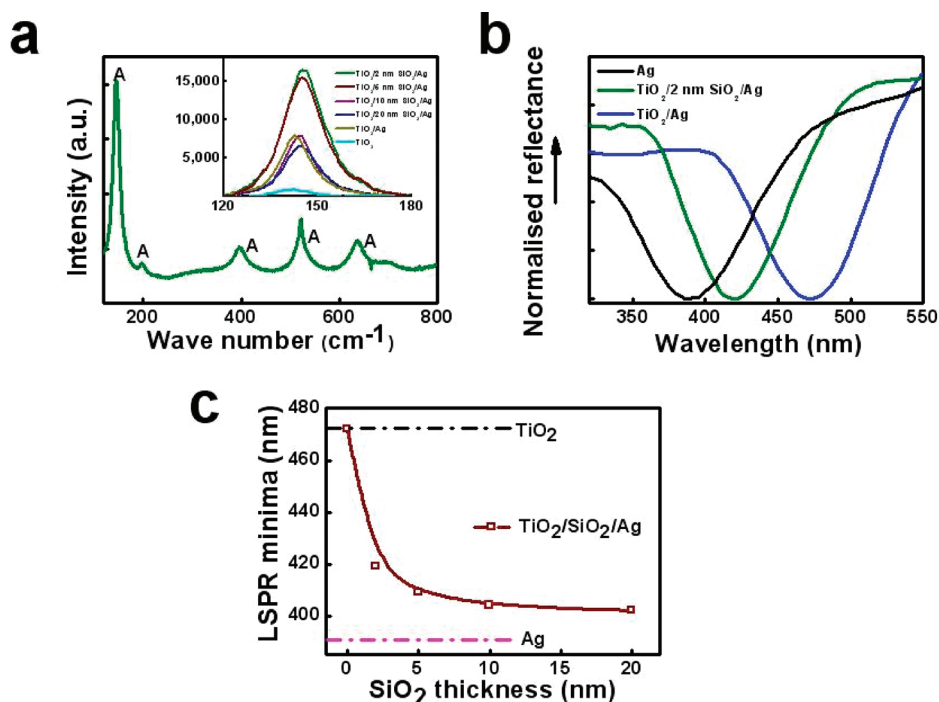 a
Intensity (a.u.)
A
A
A
A
A
15,000
10,000
5,000
TiO₂/2 nm SiO₂/Ag
TiO₂/6 nm SiO₂/Ag
TiO₂/10 nm SiO₂/Ag
TiO₂/20 nm SiO₂/Ag
TiO₂/Ag
TiO₂
120 150 180
200 400 600 800
Wave number (cm⁻¹)
b
Normalised reflectance
Ag
TiO₂/2 nm SiO₂/Ag
TiO₂/Ag
350 400 450 500 550
Wavelength (nm)
c
LSPR minima (nm)
480
460
440
420
400
TiO₂
TiO₂/SiO₂/Ag
Ag
0 5 10 15 20
SiO₂ thickness (nm)